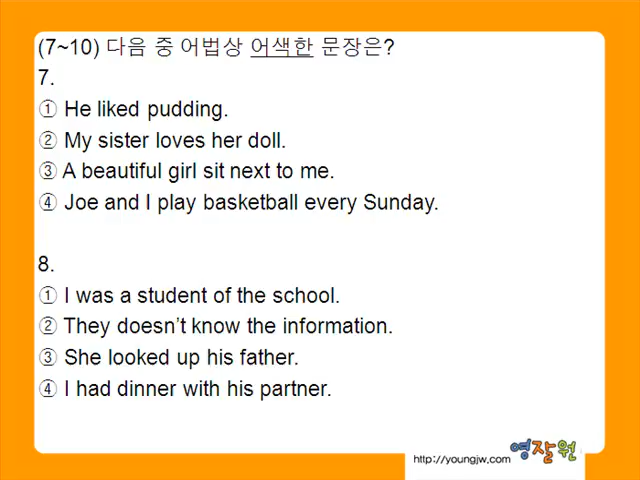 (7~10) 다음 중 어법상 어색한 문장은?
7.
① He liked pudding.
② My sister loves her doll.
③ A beautiful girl sit next to me.
④ Joe and I play basketball every Sunday.
8.
① I was a student of the school.
② They doesn’t know the information.
③ She looked up his father.
④ I had dinner with his partner.
http://youngjw.com 영잘원